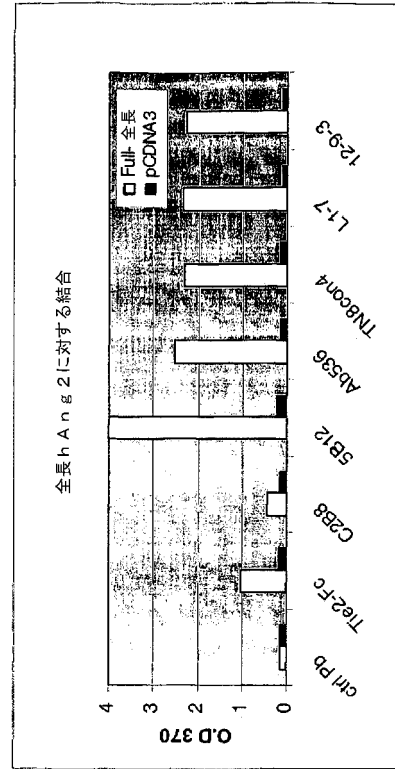 全長hAng2に対する結合
Full-全長
pCDNA3
O.D 370
4
3
2
1
0
ctrl Pb
Tie2-Fc
C2B8
5B12
Ab536
TN8con4
L1-7
12-9-3